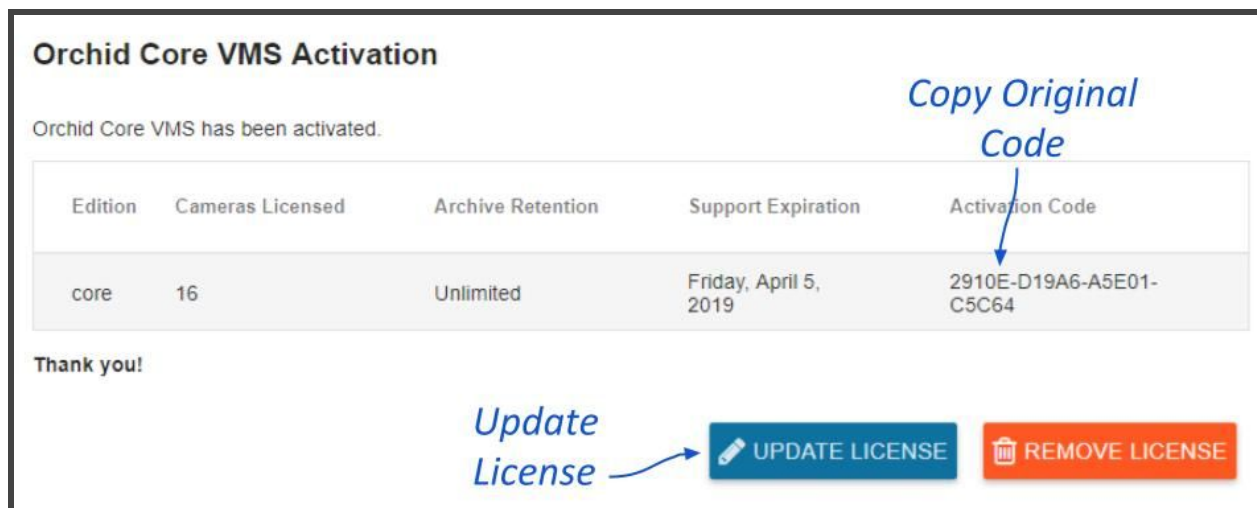 Orchid Core VMS Activation
Copy Original
Code
Orchid Core VMS has been activated.
Edition Cameras Licensed Archive Retention Support Expiration Activation Code
core 16 Unlimited Friday, April 5, 2910E-D19A6-A5E01-
2019 C5C64
Thank you!
Update
License
UPDATE LICENSE REMOVE LICENSE